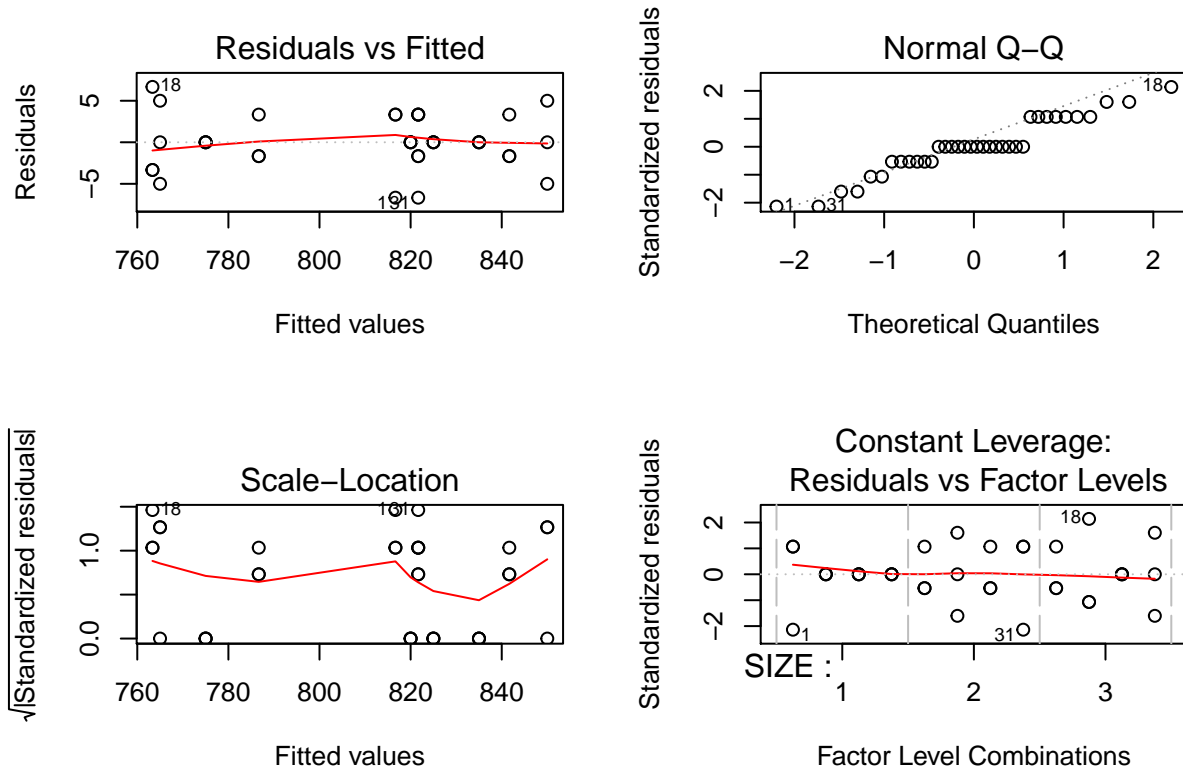 Residuals vs Fitted
Residuals
5
−5
18
131
760 780 800 820 840
Fitted values
Normal Q−Q
Standardized residuals
2
0
−2
18
1
31
−2 −1 0 1 2
Theoretical Quantiles
Scale−Location
√|Standardized residuals|
1.0
0.0
18
131
760 780 800 820 840
Fitted values
Constant Leverage:
Residuals vs Factor Levels
Standardized residuals
2
0
−2
18
1
31
SIZE :
1 2 3
Factor Level Combinations